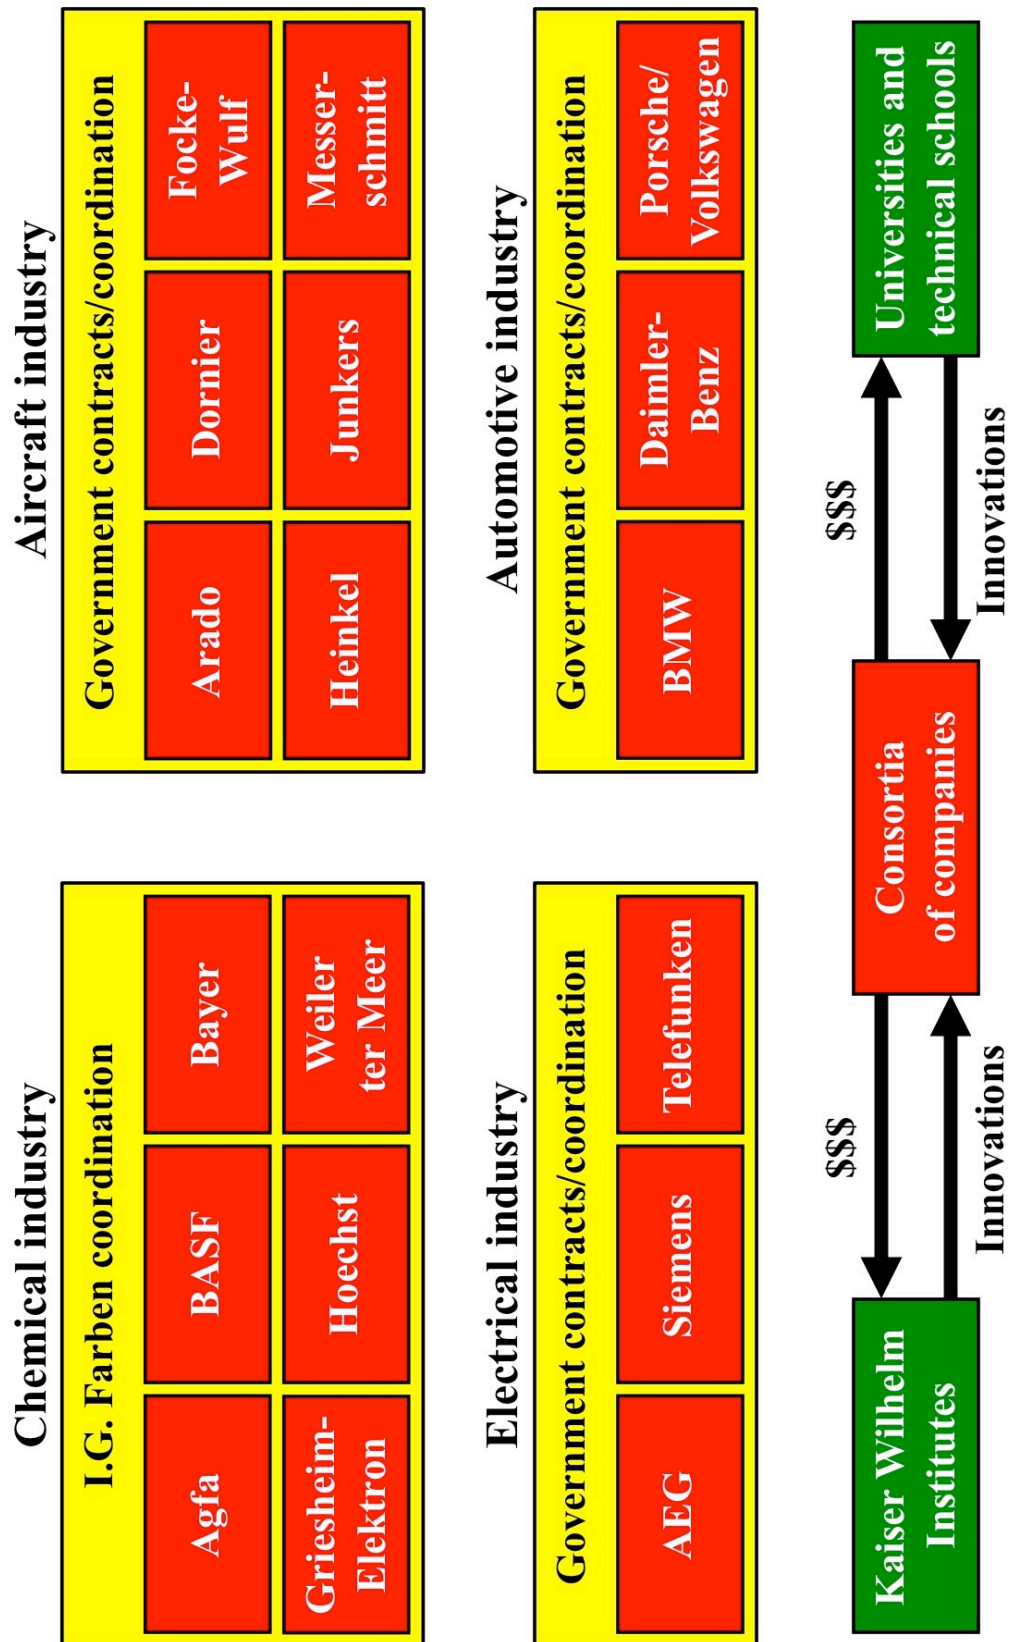 Chemical industry
I.G. Farben coordination
Agfa
BASF
Bayer
Griesheim-
Elektron
Hoechst
Weiler
ter Meer
Aircraft industry
Government contracts/coordination
Arado
Dornier
Focke-
Wulf
Heinkel
Junkers
Messer-
schmitt
Electrical industry
Government contracts/coordination
AEG
Siemens
Telefunken
Automotive industry
Government contracts/coordination
BMW
Daimler-
Benz
Porsche/
Volkswagen
Kaiser Wilhelm
Institutes
$$$
Innovations
Consortia
of companies
$$$
Innovations
Universities and
technical schools